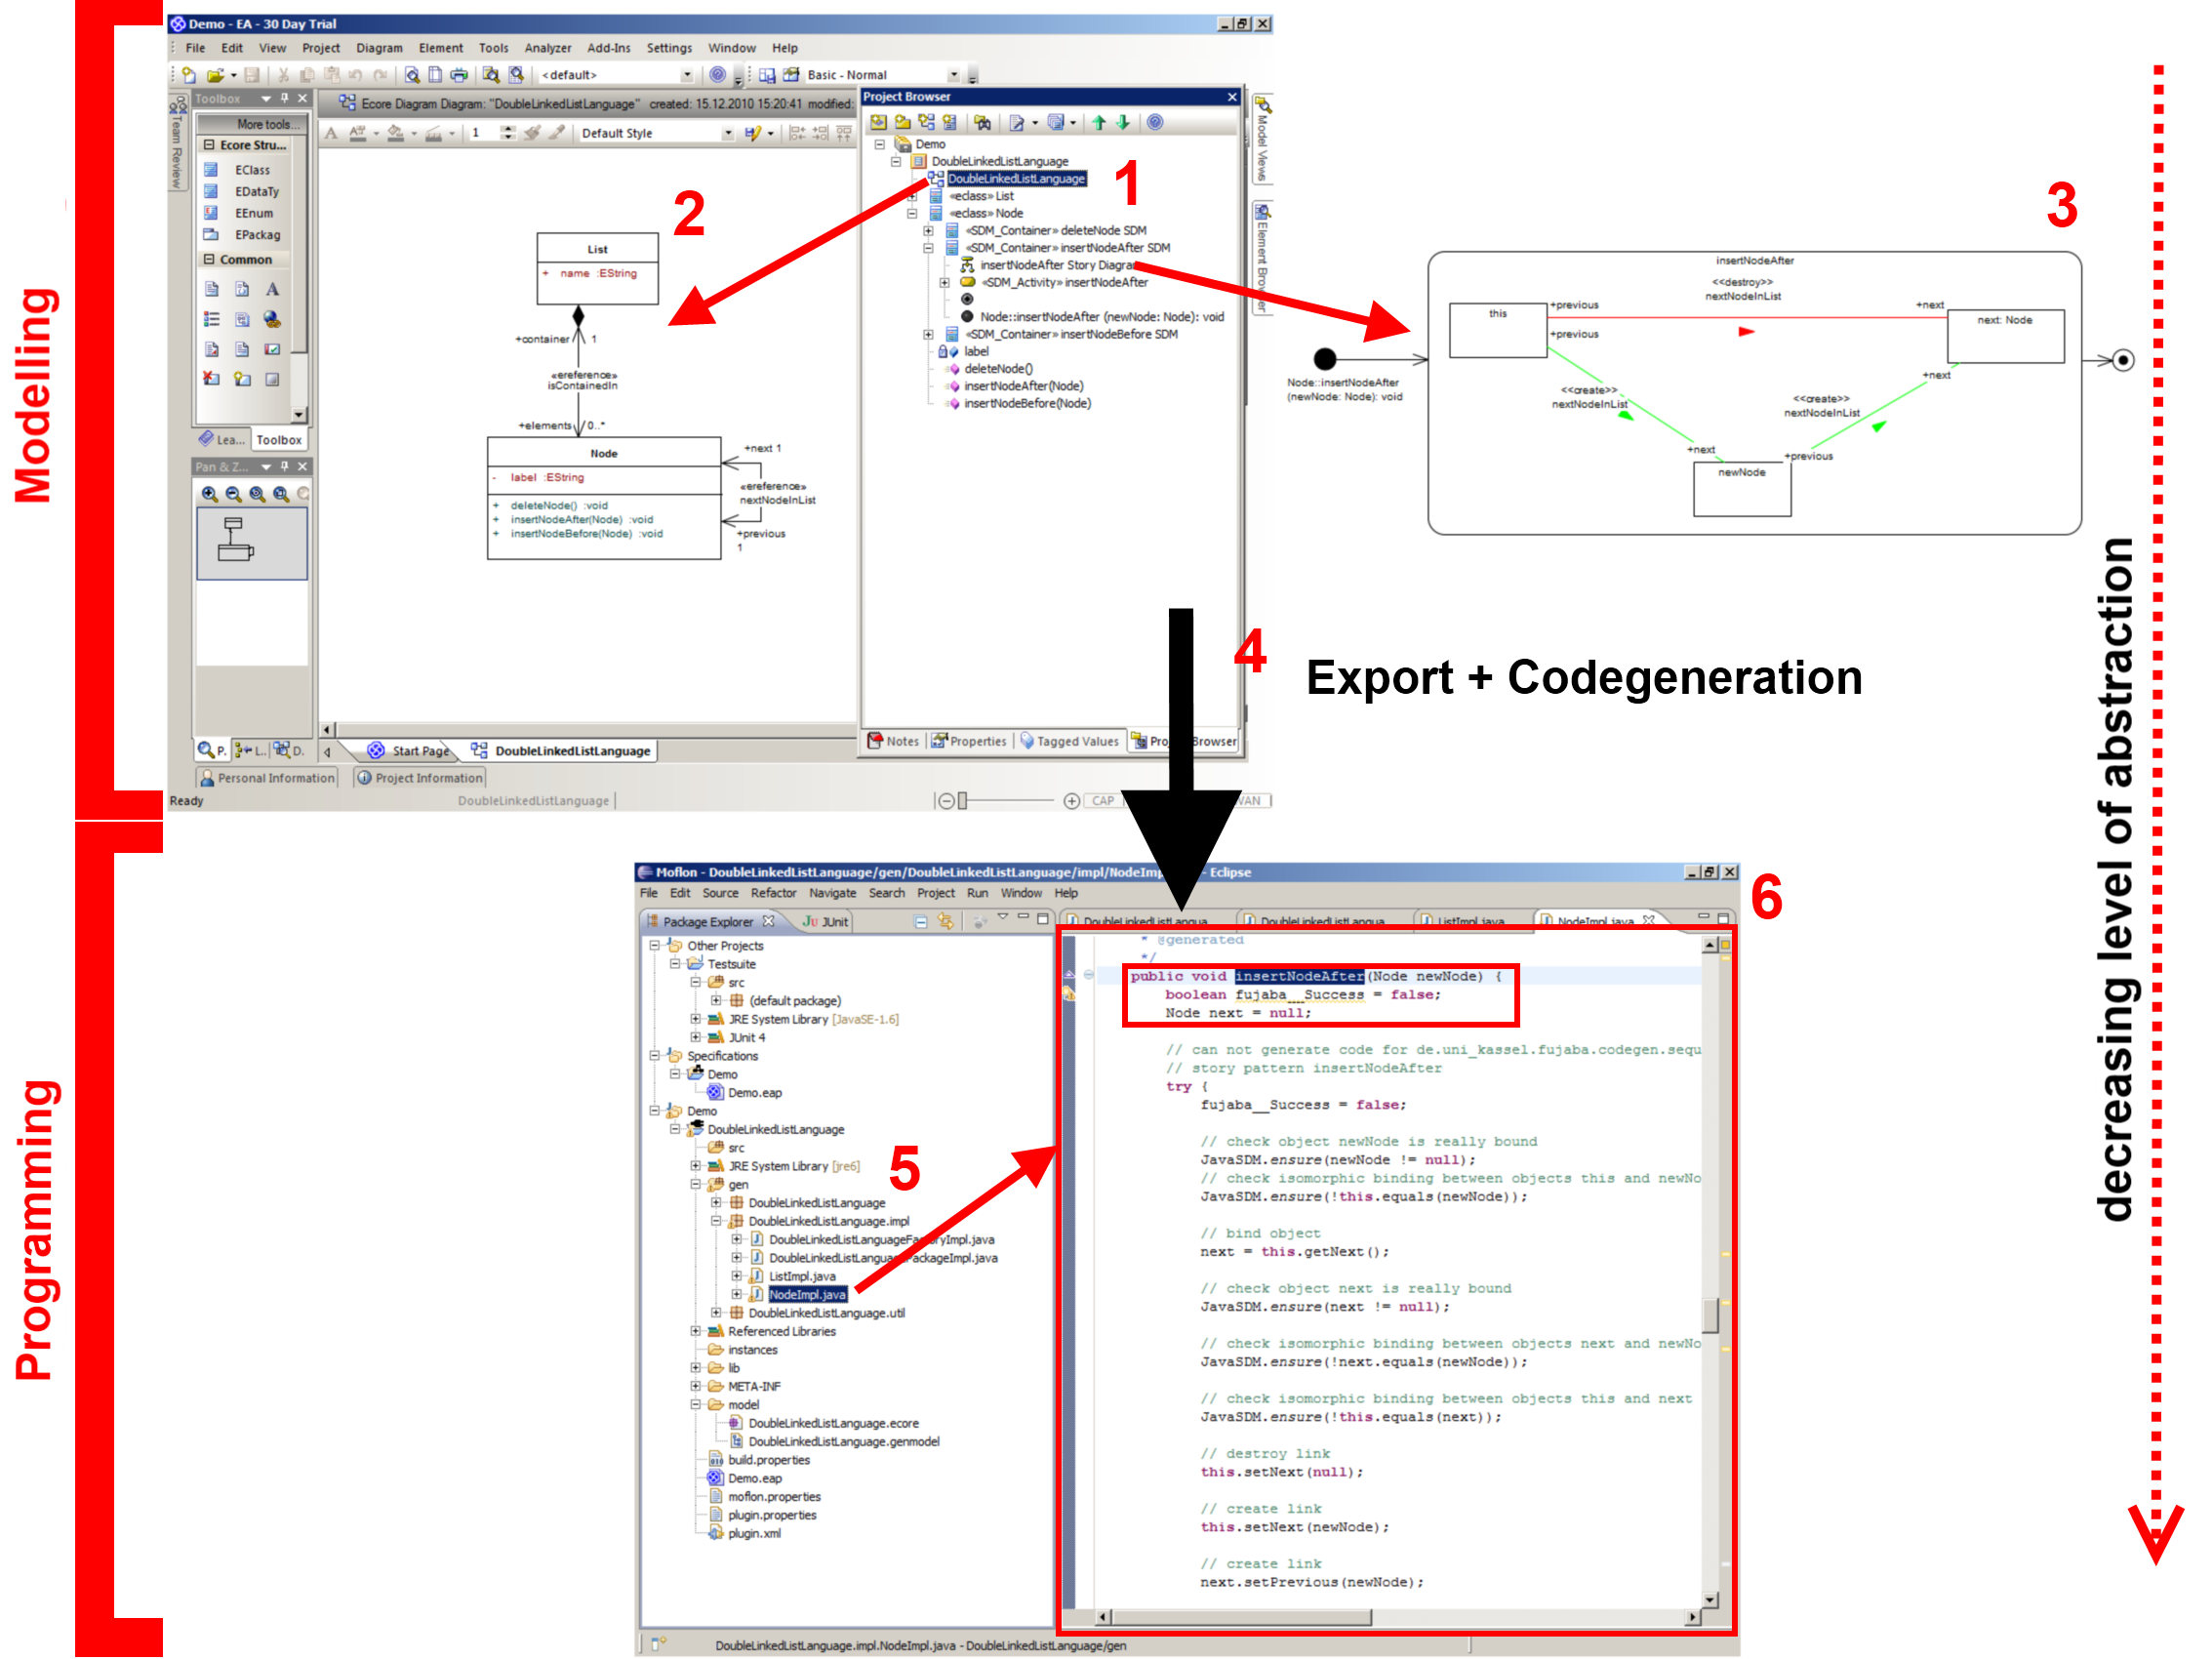 Modelling
Programming
decreasing level of abstraction
Demo - EA - 30 Day Trial
File Edit View Project Diagram Element Tools Analyzer Add-Ins Settings Window Help
<default>
Basic - Normal
Team Review
Toolbox
More tools...
Ecore Stru...
EClass
EDataTy
EEnum
EPackag
Common
Lea... Toolbox
Pan & Z...
P. L.. D.
Ecore Diagram Diagram: "DoubleLinkedListLanguage" created: 15.12.2010 15:20:41 modified:
1 Default Style
2
List
+ name :EString
+container 1
«ereference»
isContainedIn
+elements 0..*
Node
- label :EString
+ deleteNode() :void
+ insertNodeAfter(Node) :void
+ insertNodeBefore(Node) :void
+next 1
«ereference»
nextNodeInList
+previous
1
Start Page DoubleLinkedListLanguage
Personal Information Project Information
Ready DoubleLinkedListLanguage CAP
Project Browser
1
Demo
DoubleLinkedListLanguage
DoubleLinkedListLanguage
«eclass» List
«eclass» Node
«SDM_Container» deleteNode SDM
«SDM_Container» insertNodeAfter SDM
insertNodeAfter Story Diagram
«SDM_Activity» insertNodeAfter
Node::insertNodeAfter (newNode: Node): void
«SDM_Container» insertNodeBefore SDM
label
deleteNode()
insertNodeAfter(Node)
insertNodeBefore(Node)
Notes Properties Tagged Values Project Browser
Model Views
Element Browser
3
insertNodeAfter
<<destroy>>
nextNodeInList
this
+previous
+next
next: Node
+previous
+next
<<create>>
nextNodeInList
<<create>>
nextNodeInList
+next
+previous
newNode
Node::insertNodeAfter
(newNode: Node): void
4
Export + Codegeneration
Moflon - DoubleLinkedListLanguage/gen/DoubleLinkedListLanguage/impl/NodeIm - Eclipse
File Edit Source Refactor Navigate Search Project Run Window Help
Package Explorer JUnit
Other Projects
Testsuite
src
(default package)
JRE System Library [JavaSE-1.6]
JUnit 4
Specifications
Demo
Demo.eap
Demo
DoubleLinkedListLanguage
src
JRE System Library [jre6]
gen
DoubleLinkedListLanguage
DoubleLinkedListLanguage.impl
DoubleLinkedListLanguageFactoryImpl.java
DoubleLinkedListLanguagePackageImpl.java
ListImpl.java
NodeImpl.java
DoubleLinkedListLanguage.util
Referenced Libraries
instances
lib
META-INF
model
DoubleLinkedListLanguage.ecore
DoubleLinkedListLanguage.genmodel
build.properties
Demo.eap
moflon.properties
plugin.properties
plugin.xml
5
6
DoubleLinkedListLangua DoubleLinkedListLangua ListImpl.java NodeImpl.java
* @generated
*/
public void insertNodeAfter(Node newNode) {
boolean fujaba__Success = false;
Node next = null;
// can not generate code for de.uni_kassel.fujaba.codegen.sequ
// story pattern insertNodeAfter
try {
fujaba__Success = false;
// check object newNode is really bound
JavaSDM.ensure(newNode != null);
// check isomorphic binding between objects this and newNo
JavaSDM.ensure(!this.equals(newNode));
// bind object
next = this.getNext();
// check object next is really bound
JavaSDM.ensure(next != null);
// check isomorphic binding between objects next and newNo
JavaSDM.ensure(!next.equals(newNode));
// check isomorphic binding between objects this and next
JavaSDM.ensure(!this.equals(next));
// destroy link
this.setNext(null);
// create link
this.setNext(newNode);
// create link
next.setPrevious(newNode);
DoubleLinkedListLanguage.impl.NodeImpl.java - DoubleLinkedListLanguage/gen